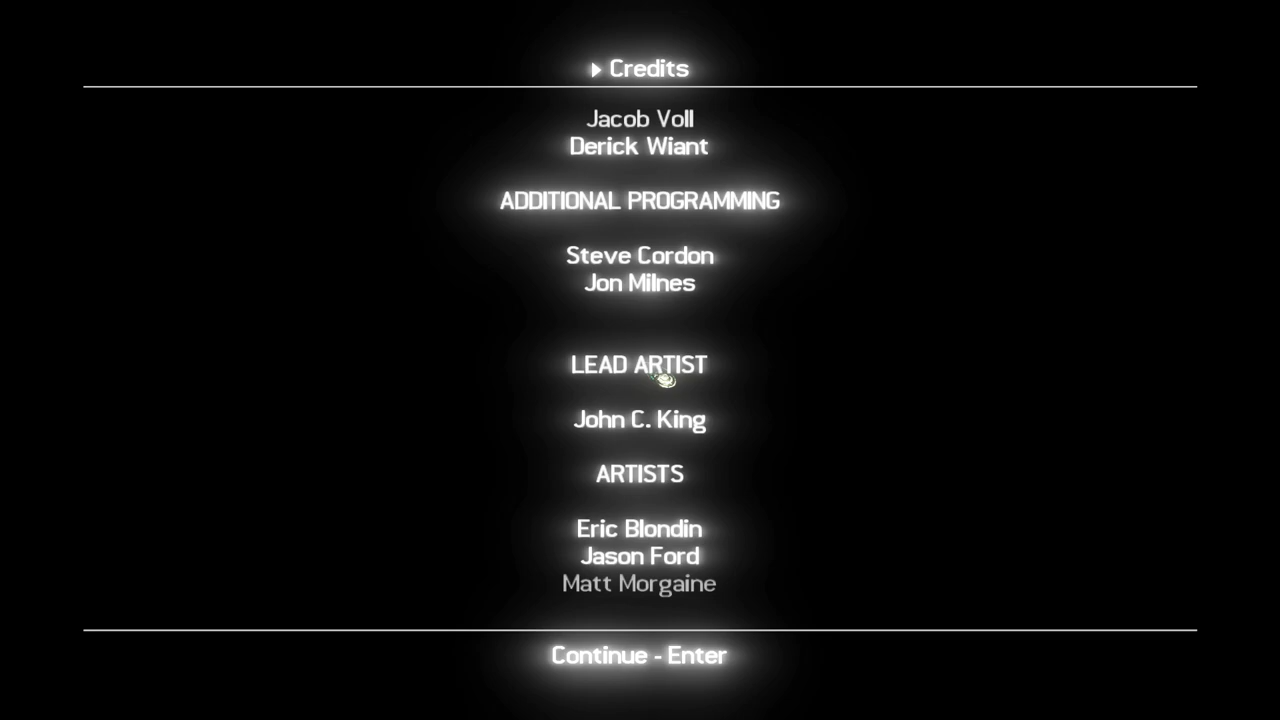 Credits
Jacob Voll
Derick Wiant
ADDITIONAL PROGRAMMING
Steve Cordon
Jon Milnes
LEAD ARTIST
John C. King
ARTISTS
Eric Blondin
Jason Ford
Matt Morgaine
Continue - Enter